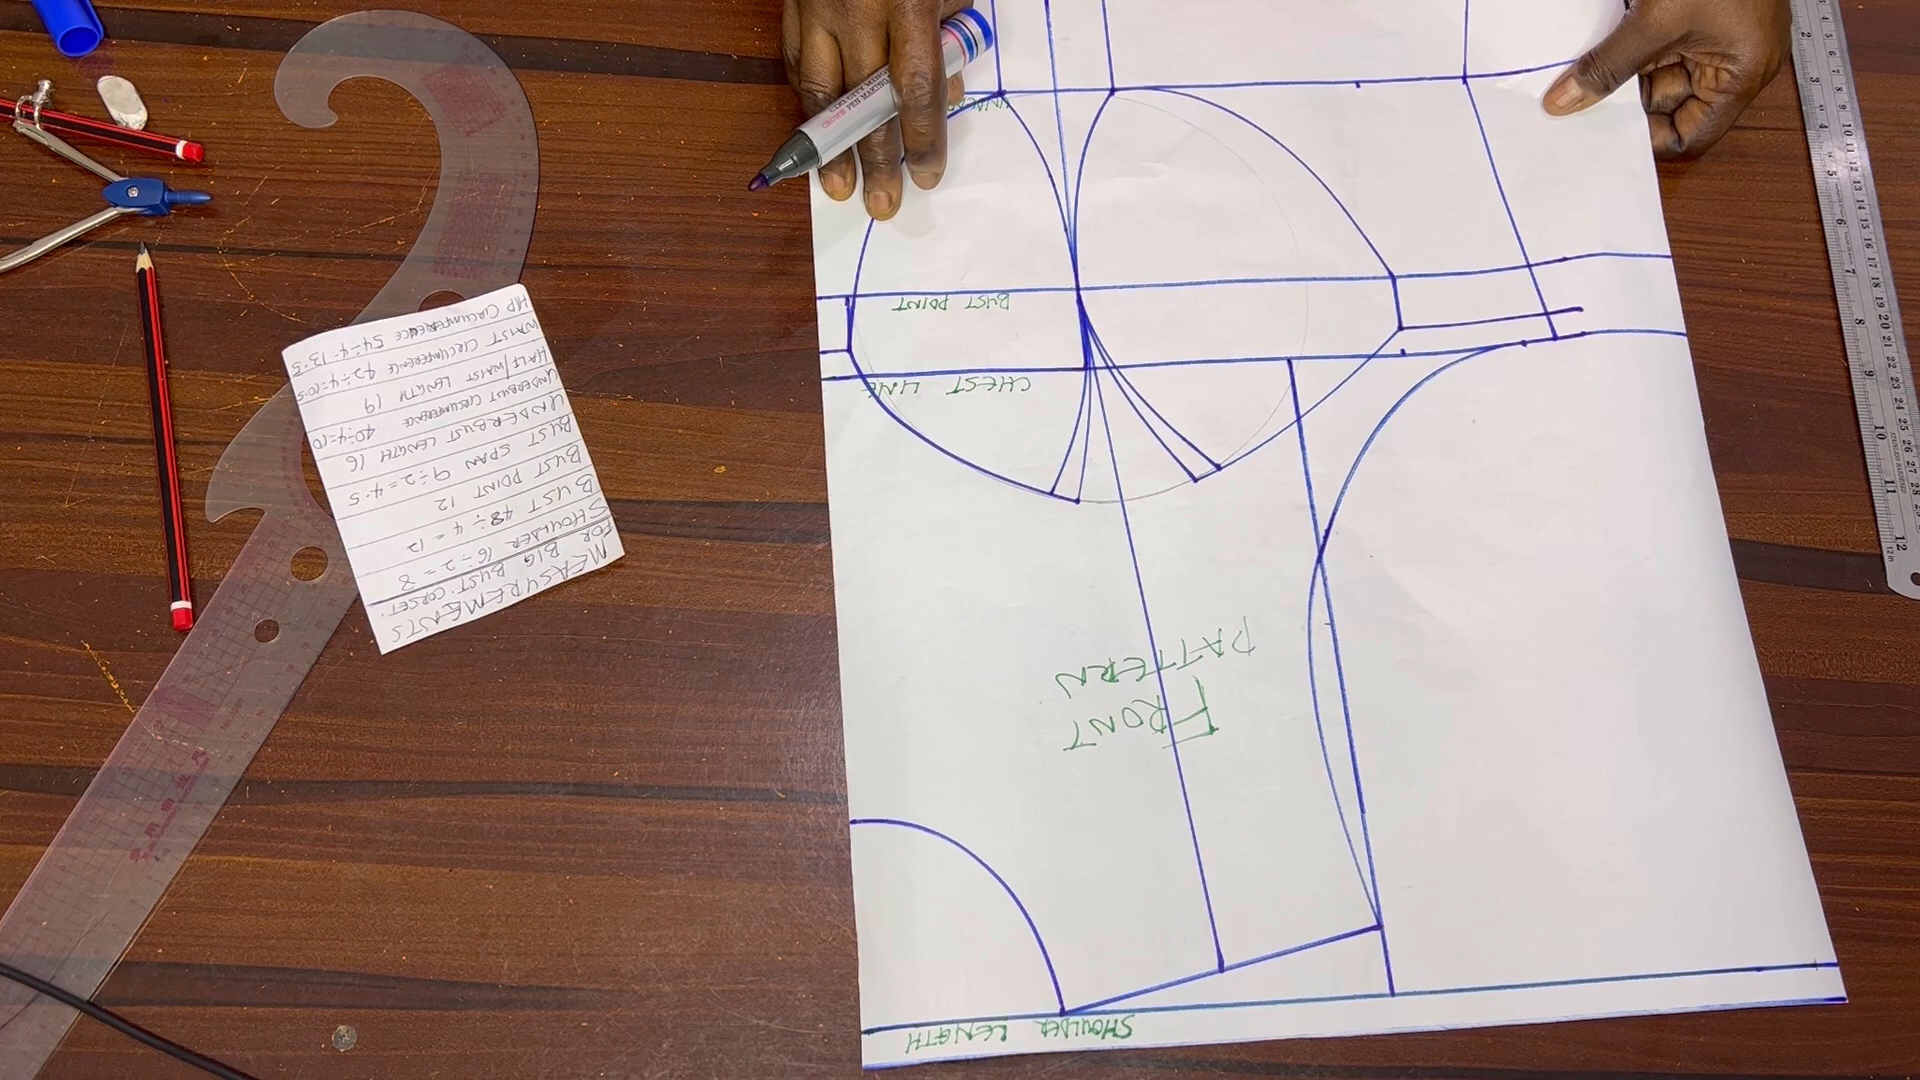 MEASUREMENTS
FOR BIG BUST CORSET.
SHOULDER 16 ÷ 2 = 8
BUST 48 ÷ 4 = 12
BUST POINT 12
BUST SPAN 9 ÷ 2 = 4.5
UNDERBUST LENGTH 16
UNDERBUST CIRCUMFERENCE 40 ÷ 4 = 10
HALF/WAIST LENGTH 19
WAIST CIRCUMFERENCE 42 ÷ 4 = 10.5
HIP CIRCUMFERENCE 54 ÷ 4 = 13.5
SHOULDER LENGTH
FRONT
PATTERN
CHEST LINE
BUST POINT